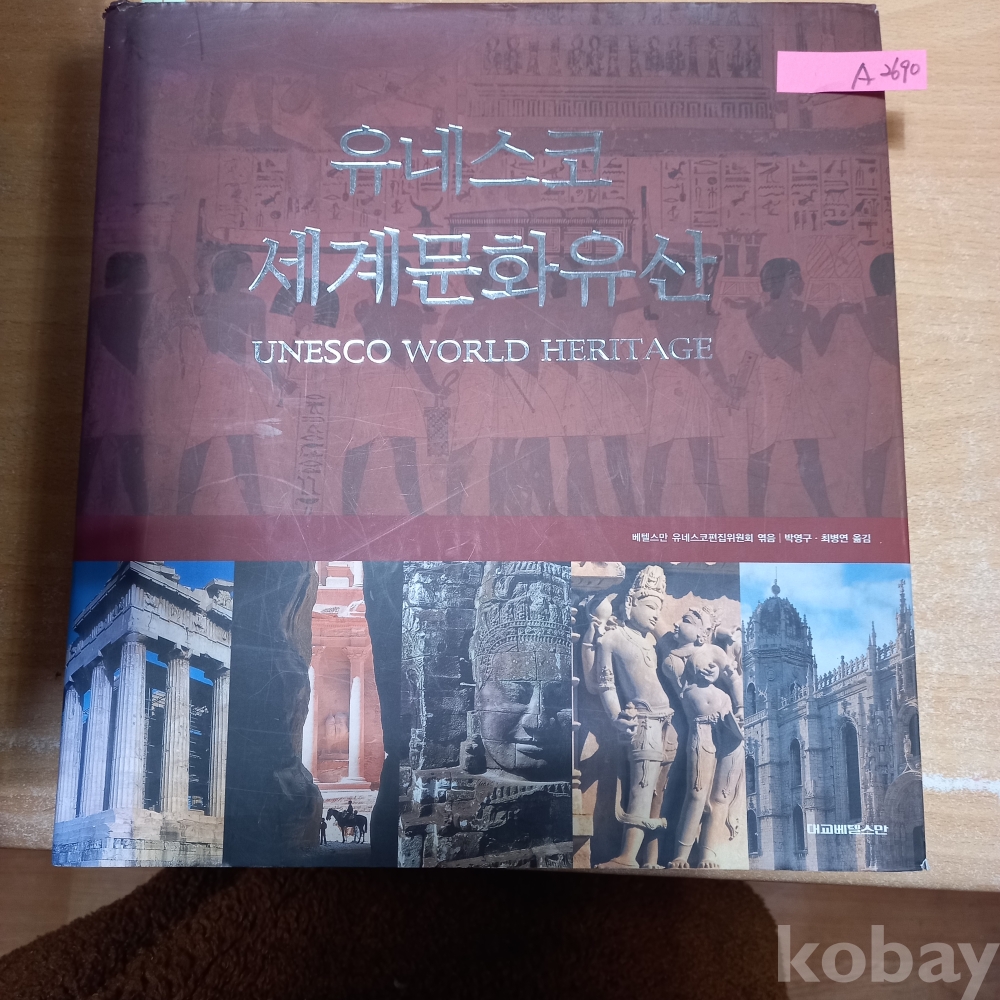 A 2690
유네스코
세계문화유산
UNESCO WORLD HERITAGE
베텔스만 유네스코편집위원회 엮음 | 박영구 · 최병연 옮김
대교베텔스만
kobay